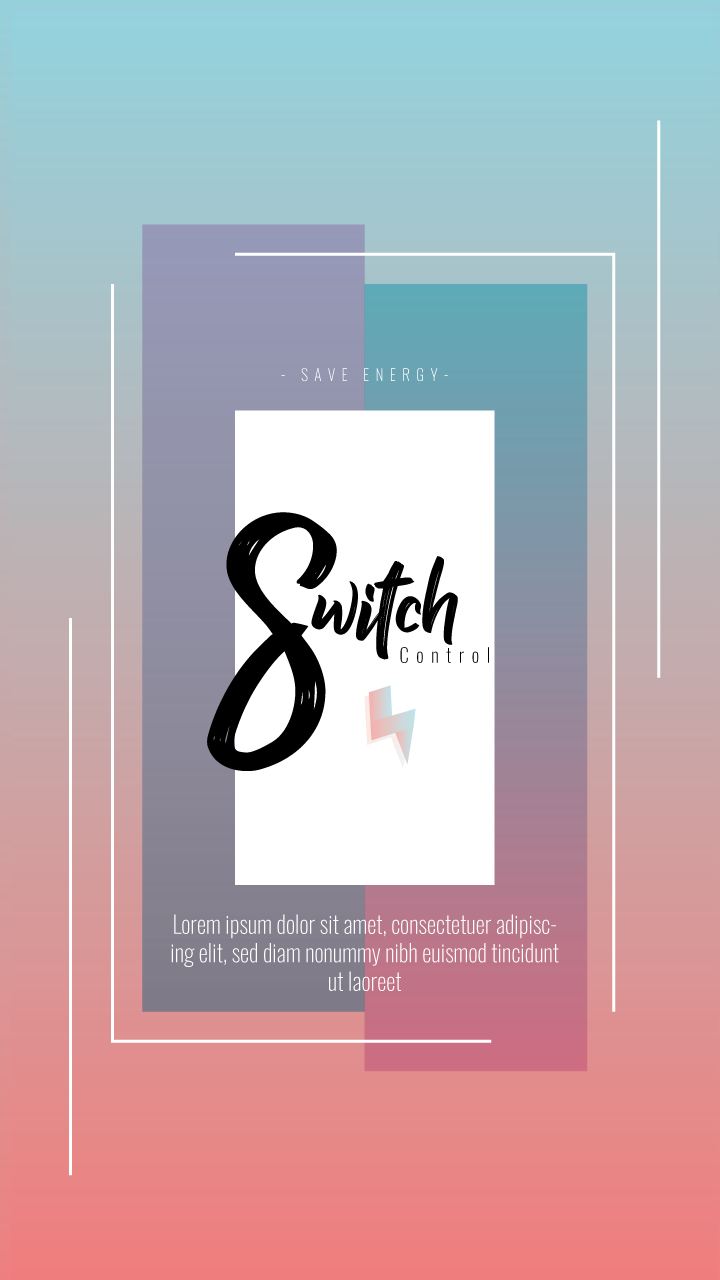 - SAVE ENERGY-
Switch
Control
Lorem ipsum dolor sit amet, consectetuer adipisc-
ing elit, sed diam nonummy nibh euismod tincidunt
ut laoreet